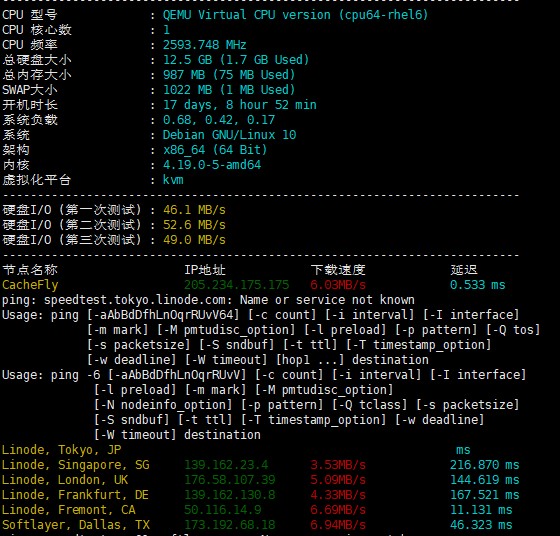 CPU 型号 : QEMU Virtual CPU version (cpu64-rhel6)
CPU 核心数 : 1
CPU 频率 : 2593.748 MHz
总硬盘大小 : 12.5 GB (1.7 GB Used)
总内存大小 : 987 MB (75 MB Used)
SWAP大小 : 1022 MB (1 MB Used)
开机时长 : 17 days, 8 hour 52 min
系统负载 : 0.68, 0.42, 0.17
系统 : Debian GNU/Linux 10
架构 : x86_64 (64 Bit)
内核 : 4.19.0-5-amd64
虚拟化平台 : kvm
----------------------------------------------------------------------
硬盘I/O (第一次测试) : 46.1 MB/s
硬盘I/O (第二次测试) : 52.6 MB/s
硬盘I/O (第三次测试) : 49.0 MB/s
----------------------------------------------------------------------
节点名称 IP地址 下载速度 延迟
CacheFly 205.234.175.175 6.03MB/s 0.533 ms
ping: speedtest.tokyo.linode.com: Name or service not known
Usage: ping [-aAbBdDfhLnOqrRUvV64] [-c count] [-i interval] [-I interface]
[-m mark] [-M pmtudisc_option] [-l preload] [-p pattern] [-Q tos]
[-s packetsize] [-S sndbuf] [-t ttl] [-T timestamp_option]
[-w deadline] [-W timeout] [hop1 ...] destination
Usage: ping -6 [-aAbBdDfhLnOqrRUvV] [-c count] [-i interval] [-I interface]
[-l preload] [-m mark] [-M pmtudisc_option]
[-N nodeinfo_option] [-p pattern] [-Q tclass] [-s packetsize]
[-S sndbuf] [-t ttl] [-T timestamp_option] [-w deadline]
[-W timeout] destination
Linode, Tokyo, JP ms
Linode, Singapore, SG 139.162.23.4 3.53MB/s 216.870 ms
Linode, London, UK 176.58.107.39 5.09MB/s 144.619 ms
Linode, Frankfurt, DE 139.162.130.8 4.33MB/s 167.521 ms
Linode, Fremont, CA 50.116.14.9 6.69MB/s 11.131 ms
Softlayer, Dallas, TX 173.192.68.18 6.94MB/s 46.323 ms